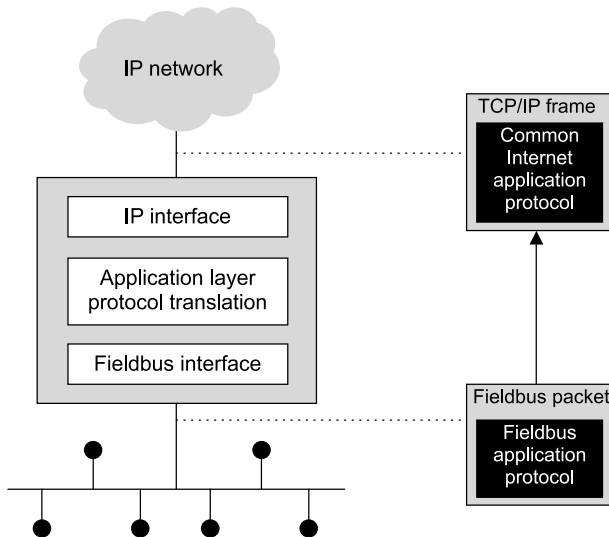 IP network
TCP/IP frame
Common
Internet
application
protocol
IP interface
Application layer
protocol translation
Fieldbus interface
Fieldbus packet
Fieldbus
application
protocol